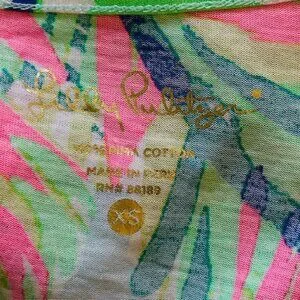 Lilly Pulitzer
100% PIMA COTTON
MADE IN PERU
RN# 88189
XS